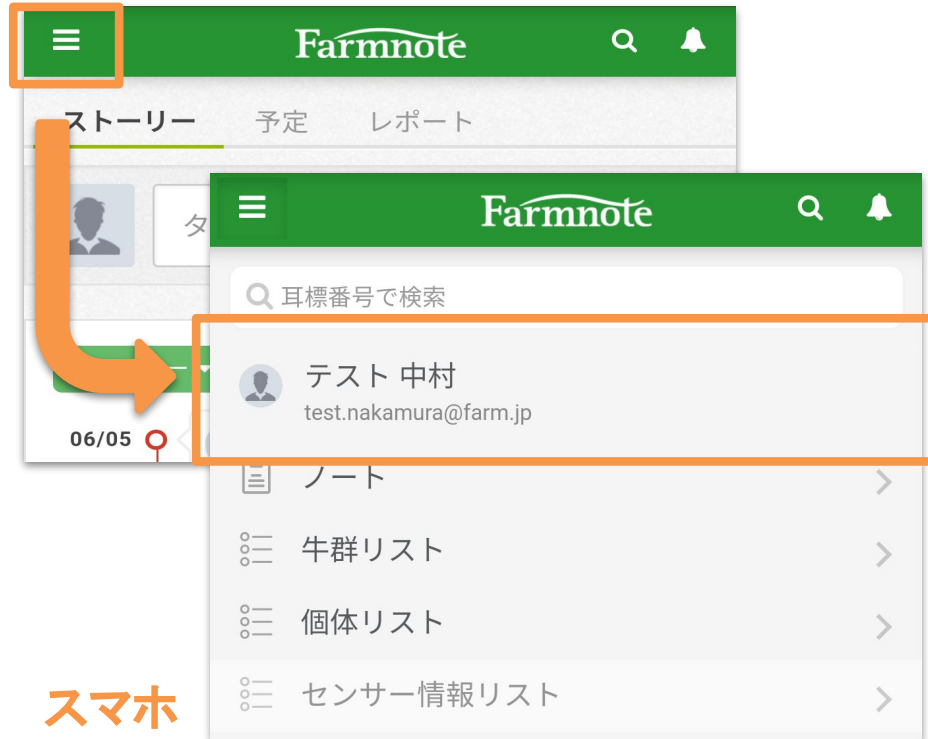 Farmnote
ストーリー 予定 レポート
タ
06/05
Farmnote
耳標番号で検索
テスト 中村
test.nakamura@farm.jp
ノート
牛群リスト
個体リスト
センサー情報リスト
スマホ